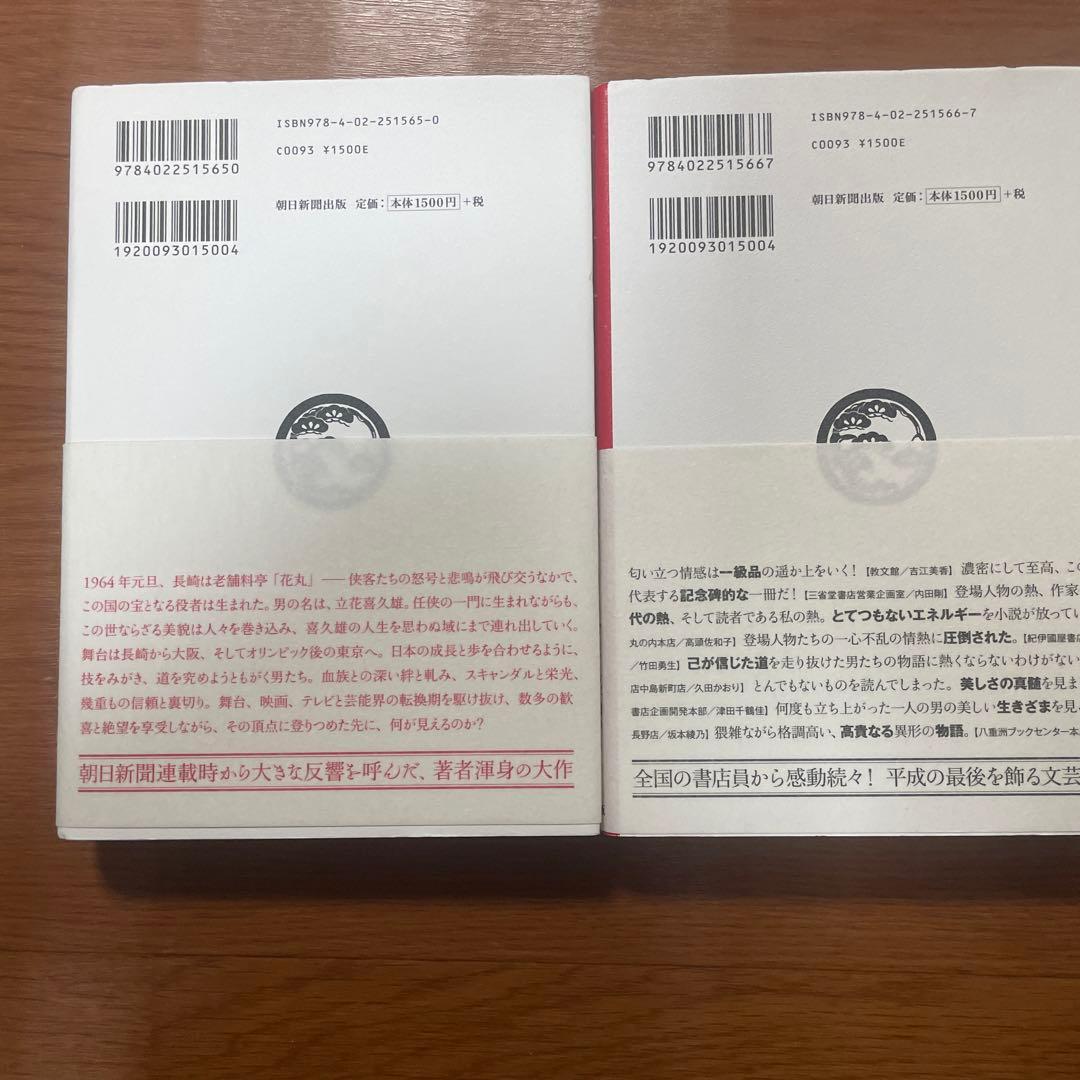 ISBN978-4-02-251565-0
C0093 ¥1500E
9784022515650
朝日新聞出版 定価：本体1500円＋税
1920093015004
1964年元旦、長崎は老舗料亭「花丸」――侠客たちの怒号と悲鳴が飛び交うなかで、
この国の宝となる役者は生まれた。男の名は、立花喜久雄。任侠の一門に生まれながらも、
この世ならざる美貌は人々を巻き込み、喜久雄の人生を思わぬ域にまで連れ出していく。
舞台は長崎から大阪、そしてオリンピック後の東京へ。日本の成長と歩を合わせるように、
技をみがき、道を究めようともがく男たち。血族との深い絆と軋み、スキャンダルと栄光、
幾重もの信頼と裏切り。舞台、映画、テレビと芸能界の転換期を駆け抜け、数多の歓
喜と絶望を享受しながら、その頂点に登りつめた先に、何が見えるのか？
朝日新聞連載時から大きな反響を呼んだ、著者渾身の大作
ISBN978-4-02-251566-7
C0093 ¥1500E
9784022515667
朝日新聞出版 定価：本体1500円＋税
1920093015004
匂い立つ情感は一級品の遥か上をいく！【教文館／吉江美香】 濃密にして至高、こ
代表する記念碑的な一冊だ！【三省堂書店営業企画室／内田剛】 登場人物の熱、作家
代の熱、そして読者である私の熱。とてつもないエネルギーを小説が放ってい
丸の内本店／高頭佐和子】 登場人物たちの一心不乱の情熱に圧倒された。【紀伊國屋書店
／竹田勇生】 己が信じた道を走り抜けた男たちの物語に熱くならないわけがない
店中島新町店／久田かおり】 とんでもないものを読んでしまった。美しさの真髄を見ま
書店企画開発本部／津田千鶴佳】 何度も立ち上がった一人の男の美しい生きざまを見
長野店／坂本綾乃】 猥雑ながら格調高い、高貴なる異形の物語。【八重洲ブックセンター本
全国の書店員から感動続々！ 平成の最後を飾る文芸